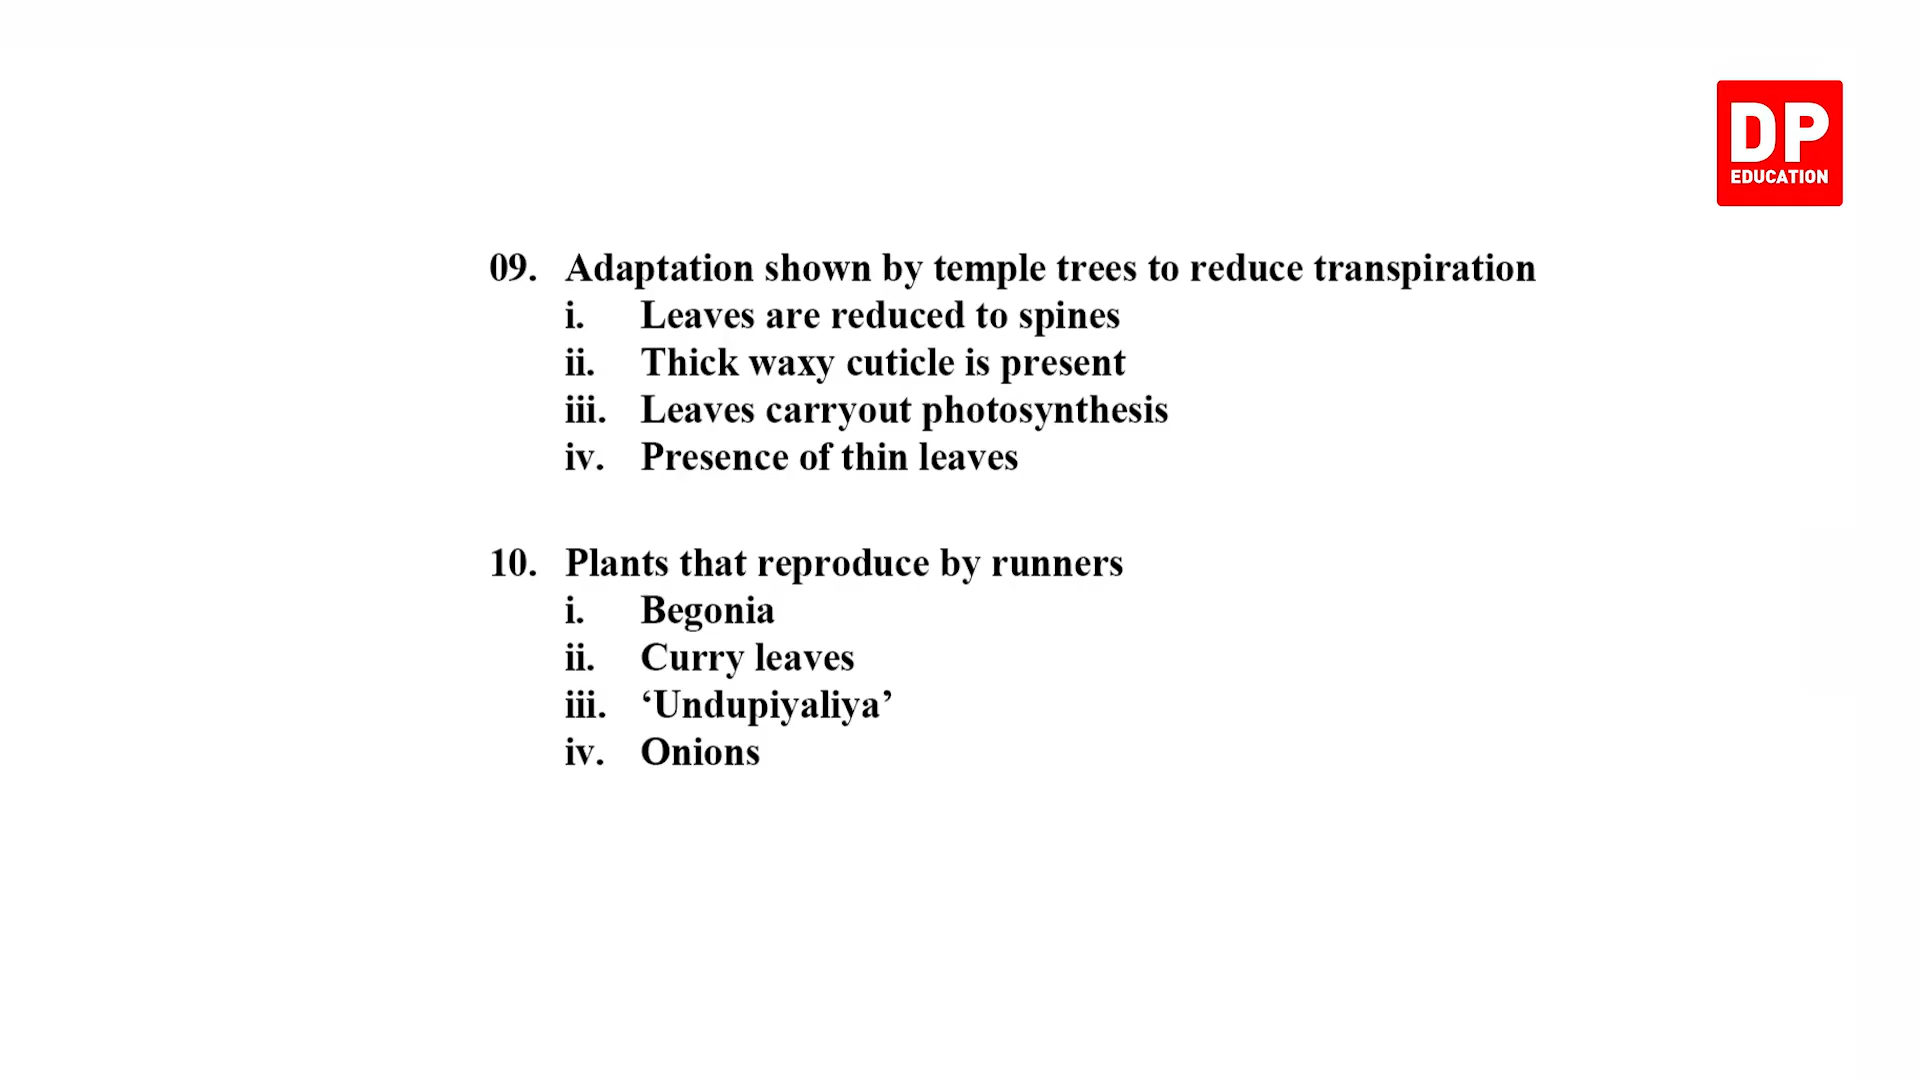 DP
EDUCATION
09. Adaptation shown by temple trees to reduce transpiration
i. Leaves are reduced to spines
ii. Thick waxy cuticle is present
iii. Leaves carryout photosynthesis
iv. Presence of thin leaves
10. Plants that reproduce by runners
i. Begonia
ii. Curry leaves
iii. ‘Undupiyaliya’
iv. Onions